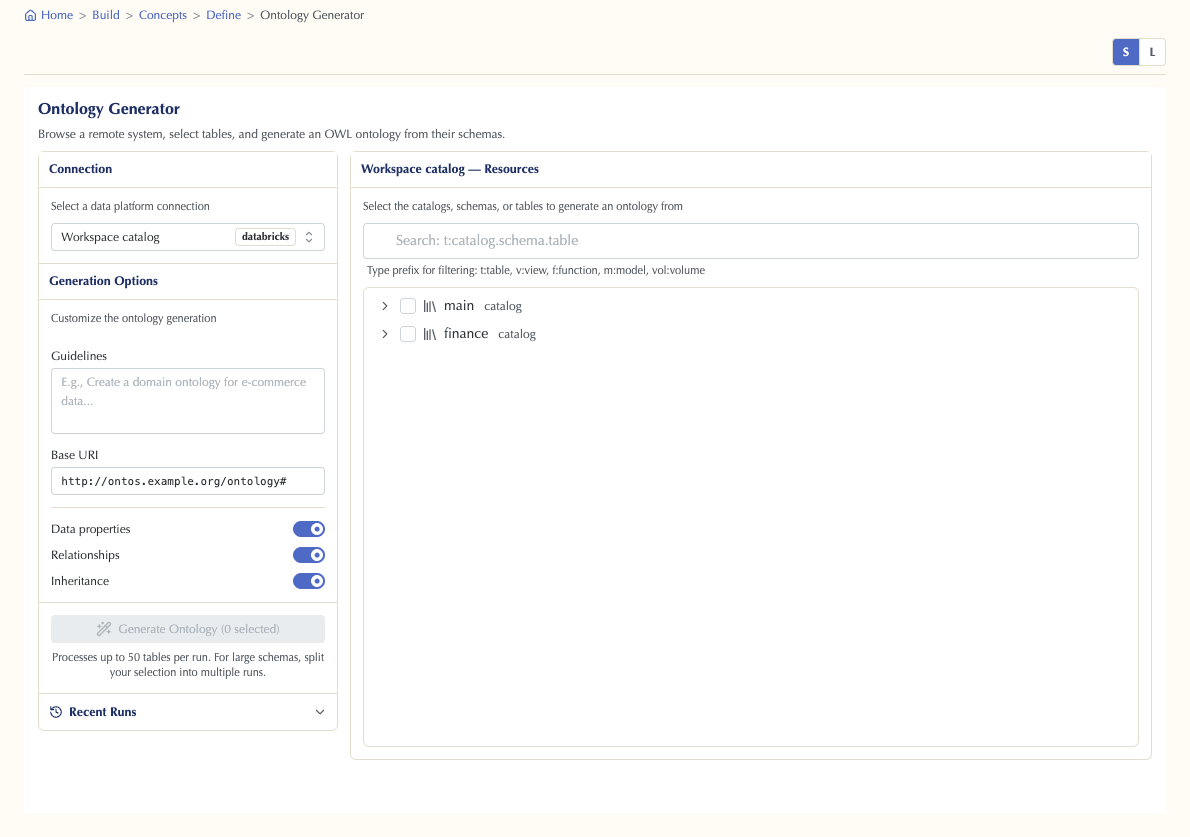 Home > Build > Concepts > Define > Ontology Generator
S L
Ontology Generator
Browse a remote system, select tables, and generate an OWL ontology from their schemas.
Connection
Select a data platform connection
Workspace catalog databricks
Generation Options
Customize the ontology generation
Guidelines
E.g., Create a domain ontology for e-commerce
data...
Base URI
http://ontos.example.org/ontology#
Data properties
Relationships
Inheritance
Generate Ontology (0 selected)
Processes up to 50 tables per run. For large schemas, split
your selection into multiple runs.
Recent Runs
Workspace catalog — Resources
Select the catalogs, schemas, or tables to generate an ontology from
Search: t:catalog.schema.table
Type prefix for filtering: t:table, v:view, f:function, m:model, vol:volume
main catalog
finance catalog